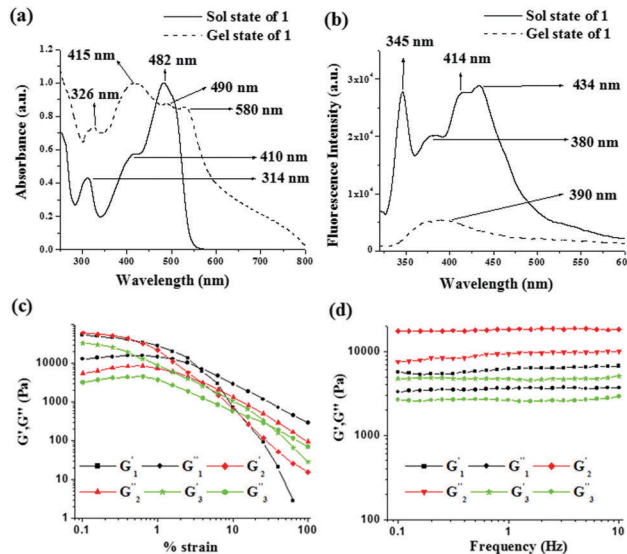 (a)
Sol state of 1
Gel state of 1
415 nm
482 nm
326 nm
490 nm
580 nm
410 nm
314 nm
Absorbance (a.u.)
1.0
0.8
0.6
0.4
0.2
0.0
300 400 500 600 700 800
Wavelength (nm)
(b)
Sol state of 1
Gel state of 1
345 nm
414 nm
434 nm
380 nm
390 nm
Fluorescence Intensity (a.u.)
3x10⁴
2x10⁴
1x10⁴
350 400 450 500 550 600
Wavelength (nm)
(c)
G',G'' (Pa)
10000
1000
100
10
1
G'1 G''1 G'2
G''2 G'3 G''3
0.1 1 10 100
% strain
(d)
G',G'' (Pa)
10000
1000
100
G'1 G''1 G'2
G''2 G'3 G''3
0.1 1 10
Frequency (Hz)